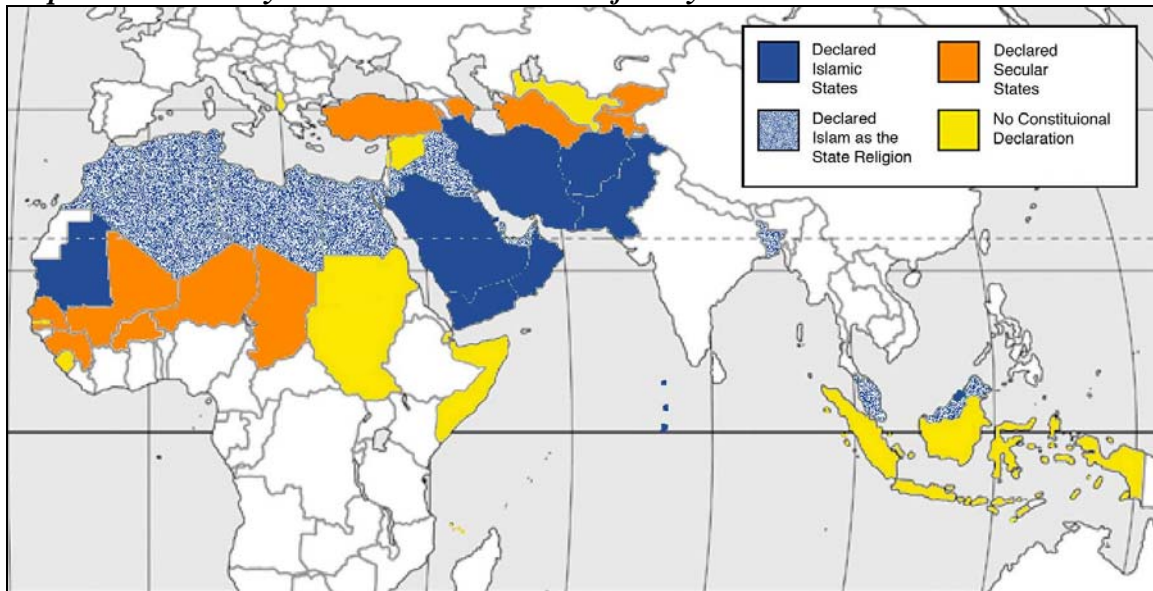 Declared
Islamic
States
Declared
Secular
States
Declared
Islam as the
State Religion
No Constituional
Declaration